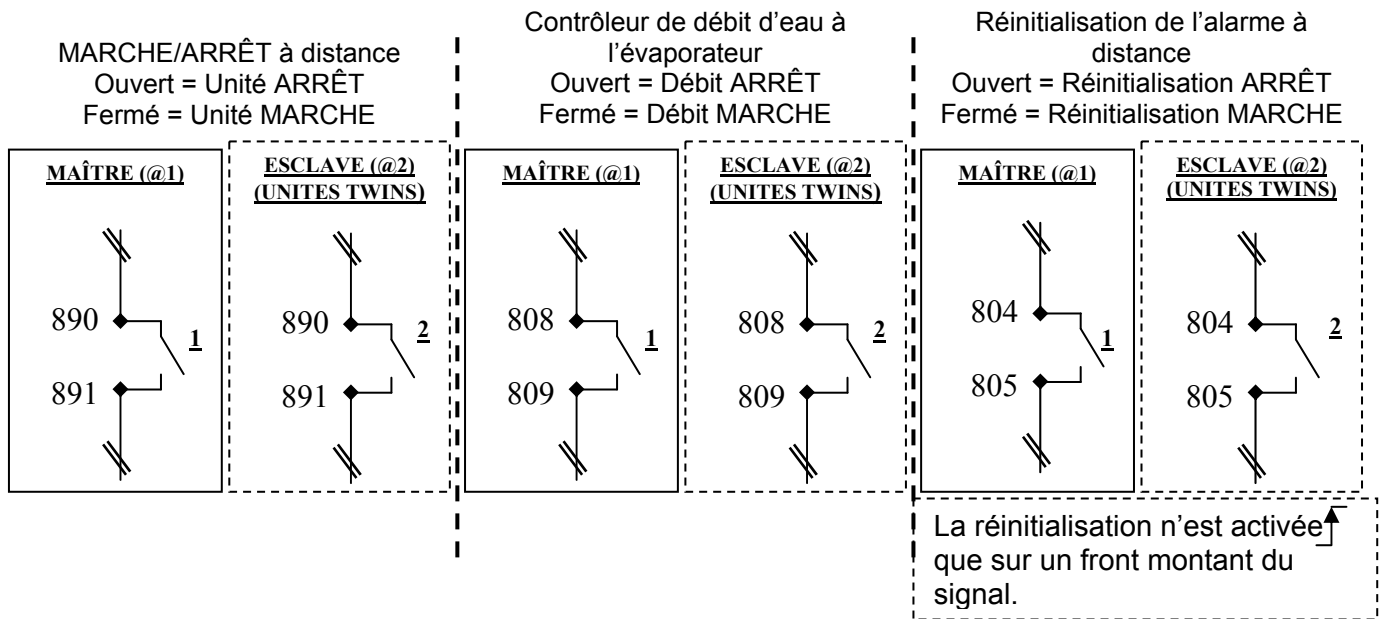 MARCHE/ARRÊT à distance
Ouvert = Unité ARRÊT
Fermé = Unité MARCHE
MAÎTRE (@1)
890
891
1
ESCLAVE (@2)
(UNITES TWINS)
890
891
2
Contrôleur de débit d’eau à
l’évaporateur
Ouvert = Débit ARRÊT
Fermé = Débit MARCHE
MAÎTRE (@1)
808
809
1
ESCLAVE (@2)
(UNITES TWINS)
808
809
2
Réinitialisation de l’alarme à
distance
Ouvert = Réinitialisation ARRÊT
Fermé = Réinitialisation MARCHE
MAÎTRE (@1)
804
805
1
ESCLAVE (@2)
(UNITES TWINS)
804
805
2
La réinitialisation n’est activée
que sur un front montant du
signal.